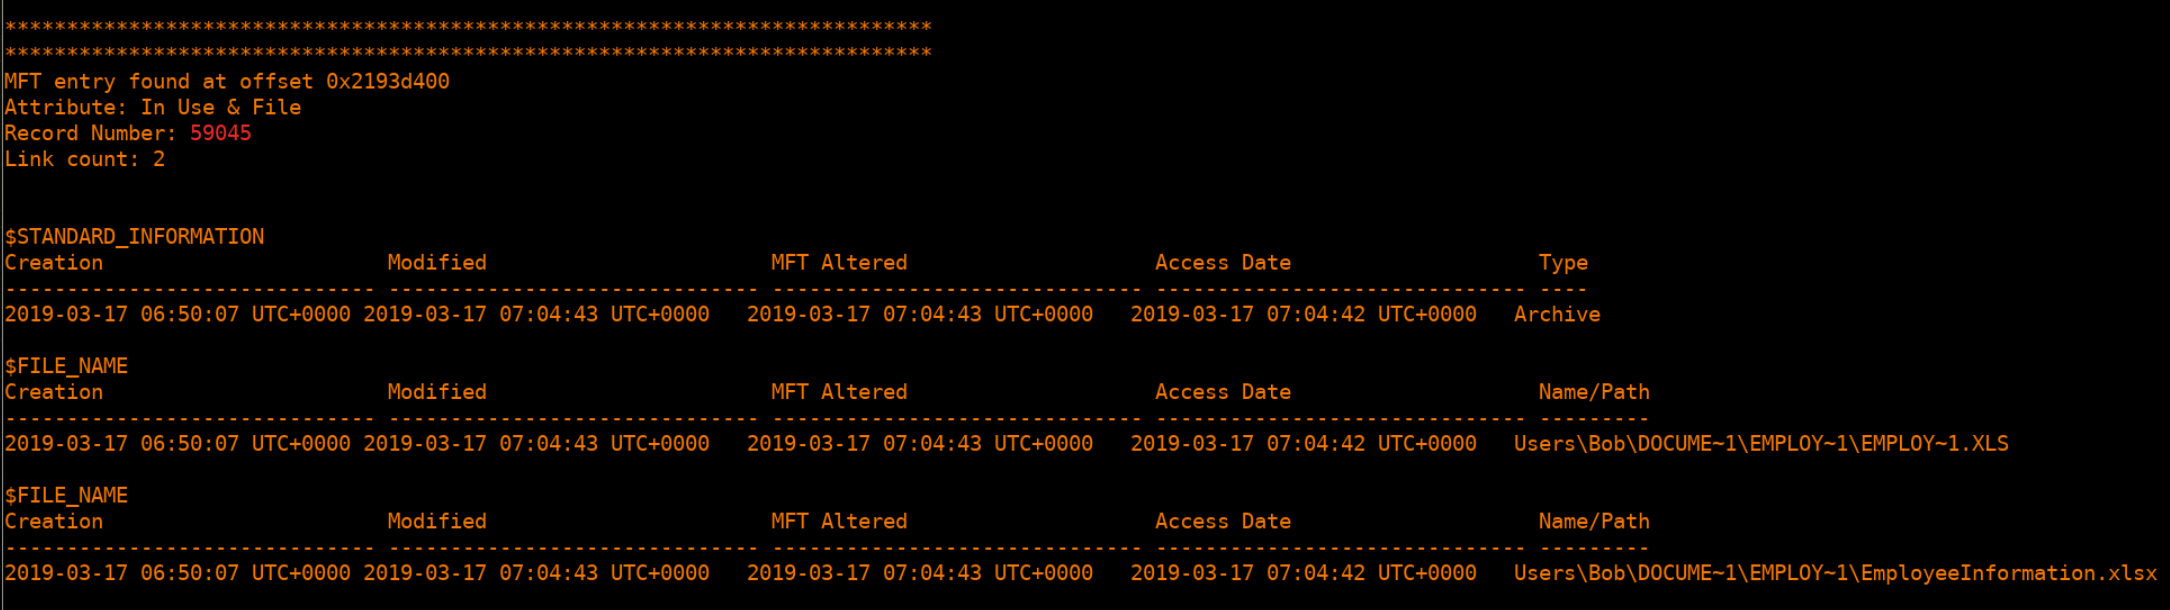 ***************************************************************************
***************************************************************************
MFT entry found at offset 0x2193d400
Attribute: In Use & File
Record Number: 59045
Link count: 2
$STANDARD_INFORMATION
Creation                       Modified                       MFT Altered                    Access Date                    Type
------------------------------ ------------------------------ ------------------------------ ------------------------------ ----
2019-03-17 06:50:07 UTC+0000 2019-03-17 07:04:43 UTC+0000   2019-03-17 07:04:43 UTC+0000   2019-03-17 07:04:42 UTC+0000   Archive
$FILE_NAME
Creation                       Modified                       MFT Altered                    Access Date                    Name/Path
------------------------------ ------------------------------ ------------------------------ ------------------------------ ---------
2019-03-17 06:50:07 UTC+0000 2019-03-17 07:04:43 UTC+0000   2019-03-17 07:04:43 UTC+0000   2019-03-17 07:04:42 UTC+0000   Users\Bob\DOCUME~1\EMPLOY~1\EMPLOY~1.XLS
$FILE_NAME
Creation                       Modified                       MFT Altered                    Access Date                    Name/Path
------------------------------ ------------------------------ ------------------------------ ------------------------------ ---------
2019-03-17 06:50:07 UTC+0000 2019-03-17 07:04:43 UTC+0000   2019-03-17 07:04:43 UTC+0000   2019-03-17 07:04:42 UTC+0000   Users\Bob\DOCUME~1\EMPLOY~1\EmployeeInformation.xlsx